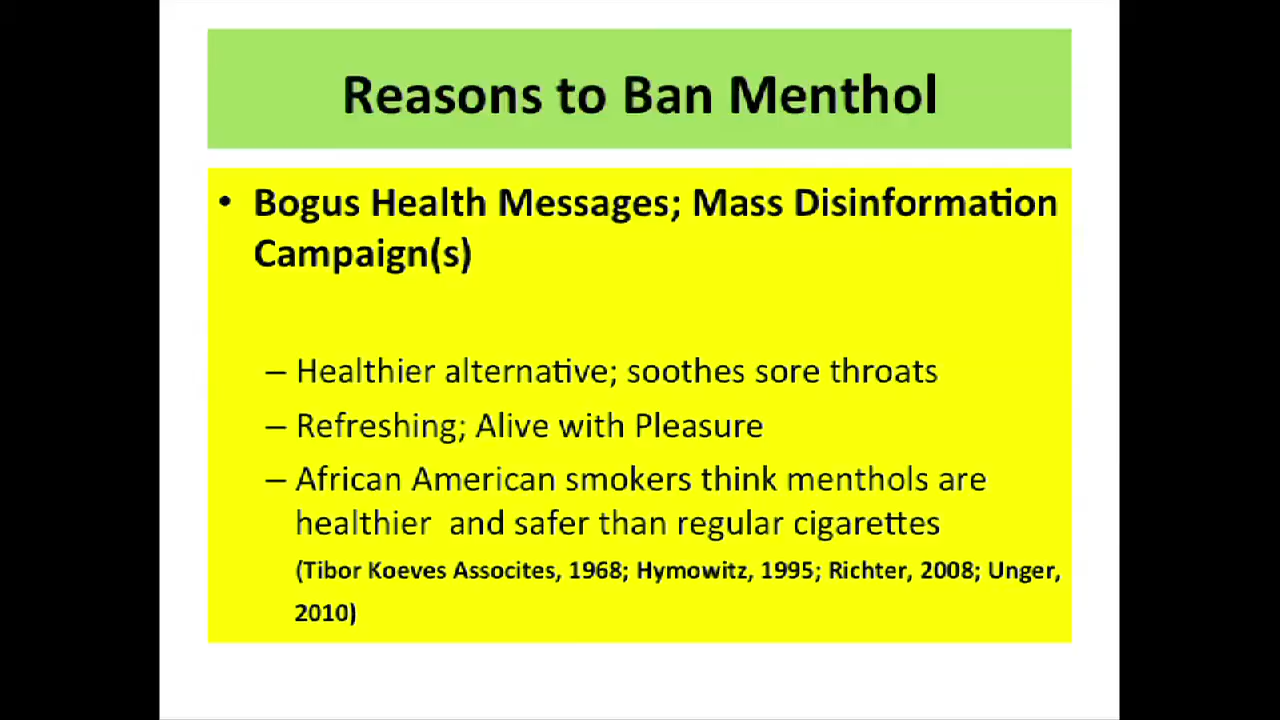 Reasons to Ban Menthol
• Bogus Health Messages; Mass Disinformation
Campaign(s)
– Healthier alternative; soothes sore throats
– Refreshing; Alive with Pleasure
– African American smokers think menthols are
healthier and safer than regular cigarettes
(Tibor Koeves Assocites, 1968; Hymowitz, 1995; Richter, 2008; Unger,
2010)